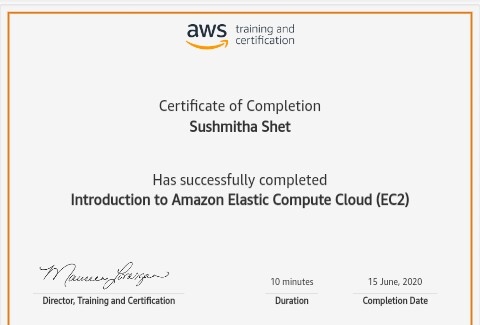 aws training and
certification
Certificate of Completion
Sushmitha Shet
Has successfully completed
Introduction to Amazon Elastic Compute Cloud (EC2)
Maureen Lonergan
10 minutes
15 June, 2020
Director, Training and Certification
Duration
Completion Date